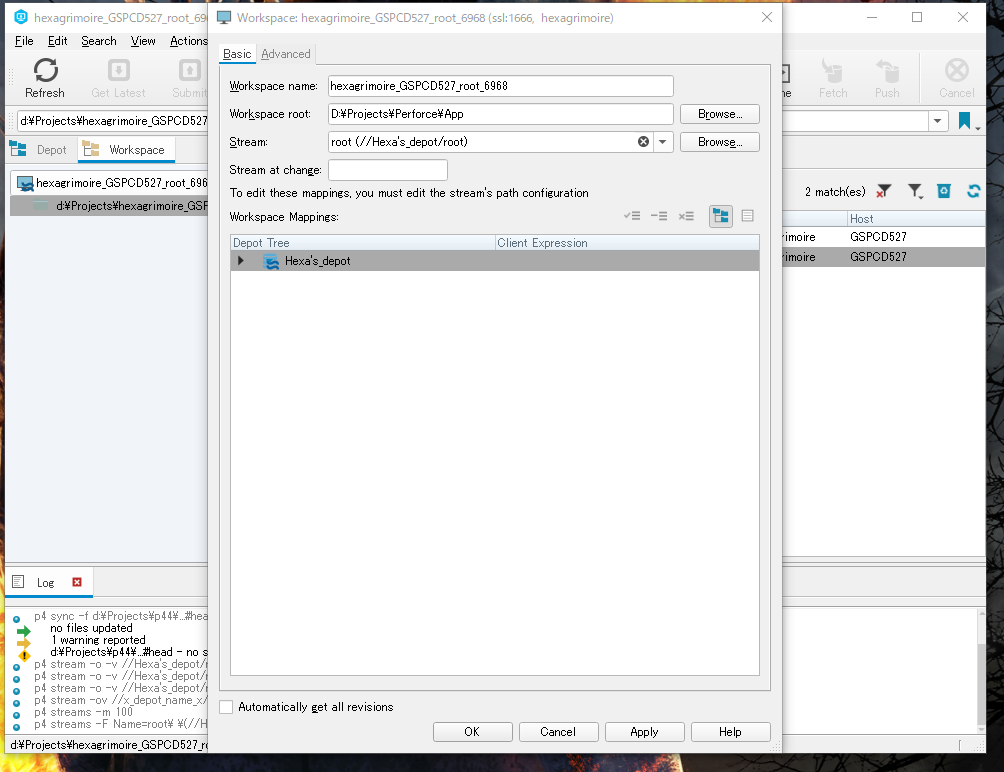 hexagrimoire_GSPCD527_root_69
Workspace: hexagrimoire_GSPCD527_root_6968 (ssl:1666, hexagrimoire)
File Edit Search View Actions
Refresh
Get Latest
Submit
Fetch
Push
Cancel
d:¥Projects¥hexagrimoire_GSPCD527
Depot
Workspace
hexagrimoire_GSPCD527_root_696
d:¥Projects¥hexagrimoire_GSP
Basic
Advanced
Workspace name:
hexagrimoire_GSPCD527_root_6968
Workspace root:
D:¥Projects¥Perforce¥App
Browse...
Stream:
root (//Hexa's_depot/root)
Browse...
Stream at change:
To edit these mappings, you must edit the stream's path configuration
Workspace Mappings:
Depot Tree
Client Expression
Hexa's_depot
2 match(es)
Host
imoire
GSPCD527
imoire
GSPCD527
Log
p4 sync -f d:¥Projects¥p44¥...#hea
no files updated
1 warning reported
d:¥Projects¥p44¥...#head - no s
p4 stream -o -v //Hexa's_depot/r
p4 stream -o -v //Hexa's_depot/r
p4 stream -o -v //Hexa's_depot/r
p4 stream -ov //x_depot_name_x/
p4 streams -m 100
p4 streams -F Name=root¥ ¥(//H
d:¥Projects¥hexagrimoire_GSPCD527_ro
Automatically get all revisions
OK
Cancel
Apply
Help